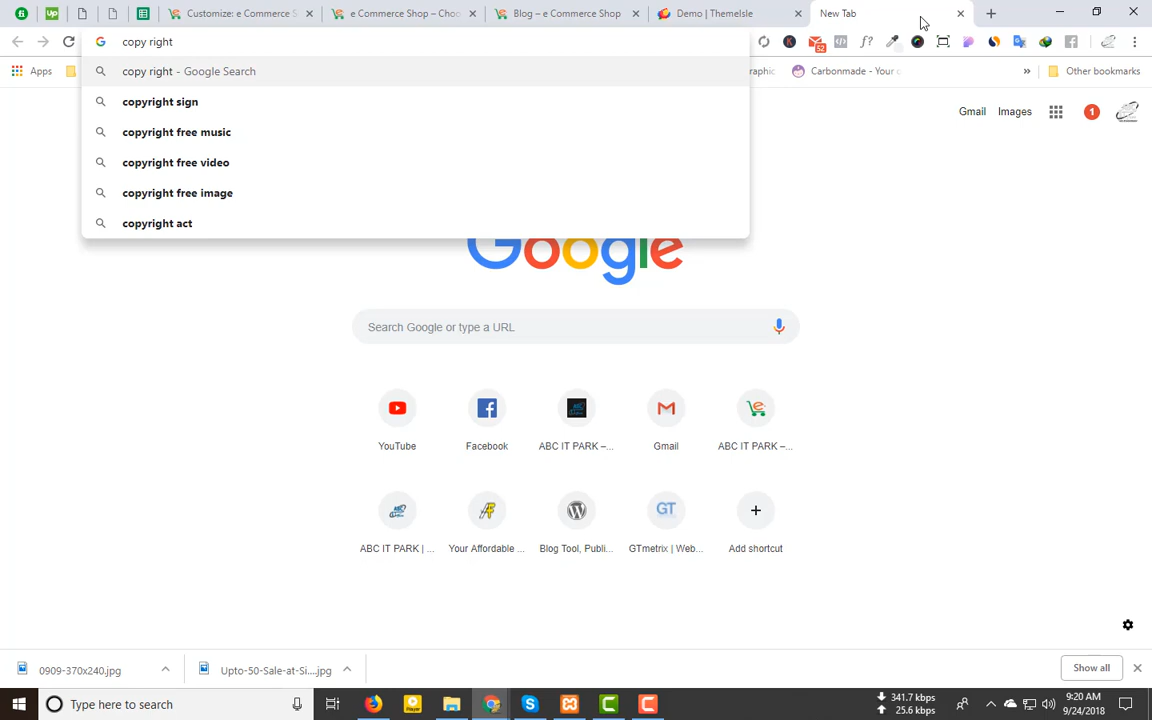 Customize: e Commerce S
e Commerce Shop – Choo
Blog – e Commerce Shop
Demo | ThemeIsle
New Tab
copy right
52
f?
Apps
copy right - Google Search
raphic
Carbonmade - Your c
»
Other bookmarks
copyright sign
copyright free music
copyright free video
copyright free image
copyright act
Gmail
Images
1
Google
Search Google or type a URL
YouTube
Facebook
ABC IT PARK –...
Gmail
ABC IT PARK –...
GT
ABC IT PARK | ...
Your Affordable ...
Blog Tool, Publi...
GTmetrix | Web...
Add shortcut
0909-370x240.jpg
Upto-50-Sale-at-Si....jpg
Show all
Type here to search
341.7 kbps
25.6 kbps
9:20 AM
9/24/2018